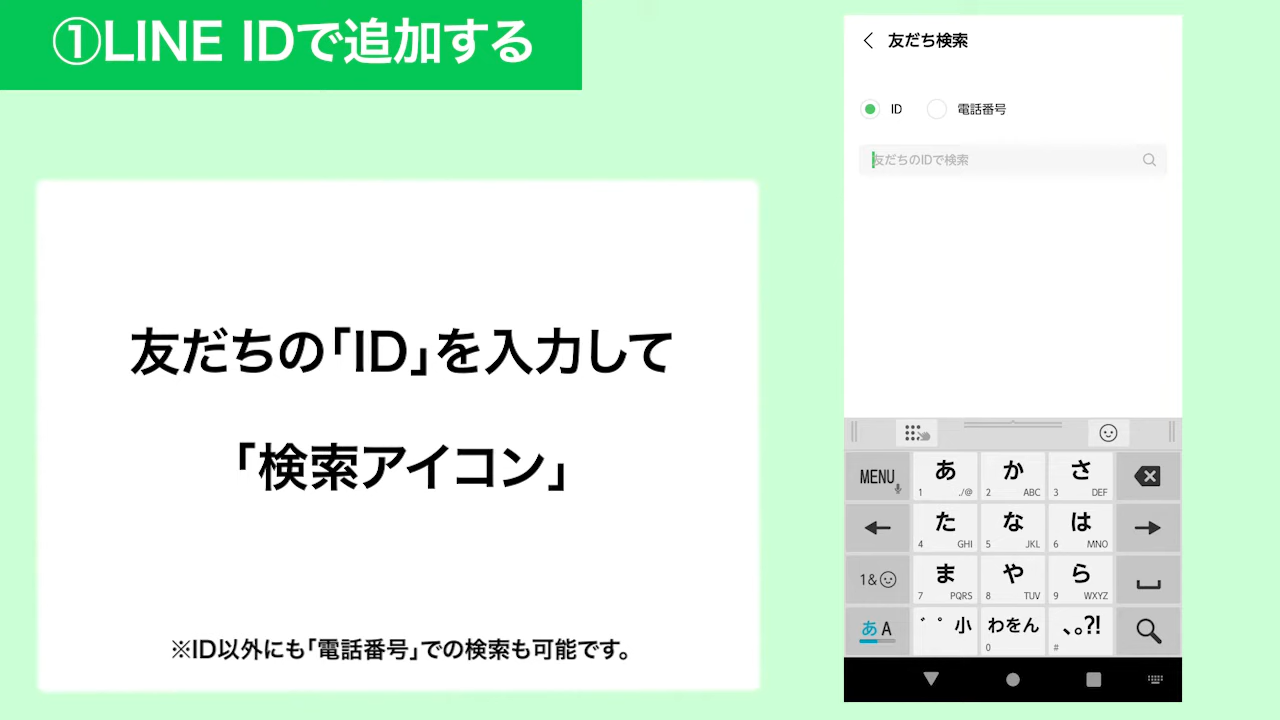 ①LINE IDで追加する
友だちの「ID」を入力して
「検索アイコン」
※ID以外にも「電話番号」での検索も可能です。
友だち検索
ID 電話番号
友だちのIDで検索
MENU あ か さ
1 ./@ 2 ABC 3 DEF
た な は
4 GHI 5 JKL 6 MNO
1& ま や ら
7 PQRS 8 TUV 9 WXYZ
あA ゛゜小 わをん 、。?!
0 #